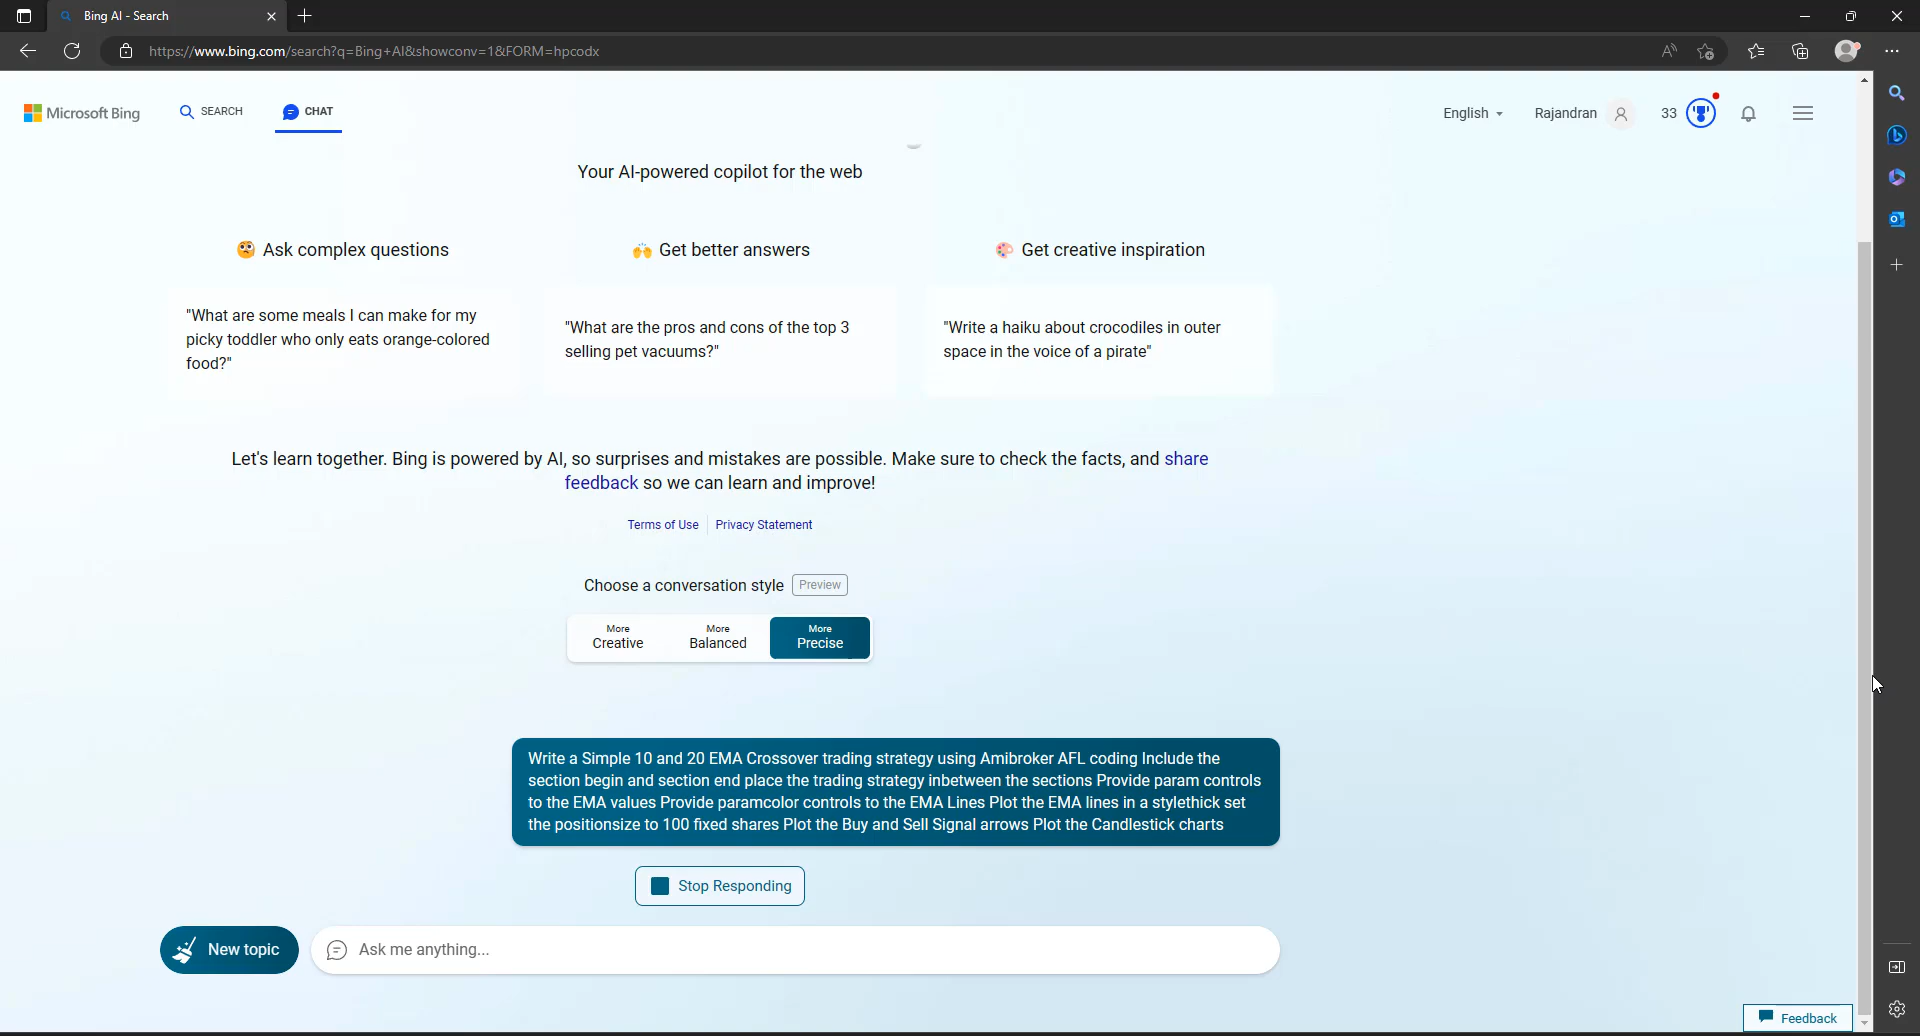 Bing AI - Search
https://www.bing.com/search?q=Bing+AI&showconv=1&FORM=hpcodx
Microsoft Bing
SEARCH
CHAT
English
Rajandran
33
Your AI-powered copilot for the web
Ask complex questions
Get better answers
Get creative inspiration
"What are some meals I can make for my
picky toddler who only eats orange-colored
food?"
"What are the pros and cons of the top 3
selling pet vacuums?"
"Write a haiku about crocodiles in outer
space in the voice of a pirate"
Let's learn together. Bing is powered by AI, so surprises and mistakes are possible. Make sure to check the facts, and share
feedback so we can learn and improve!
Terms of Use
Privacy Statement
Choose a conversation style Preview
More
Creative
More
Balanced
More
Precise
Write a Simple 10 and 20 EMA Crossover trading strategy using Amibroker AFL coding Include the
section begin and section end place the trading strategy inbetween the sections Provide param controls
to the EMA values Provide paramcolor controls to the EMA Lines Plot the EMA lines in a stylethick set
the positionsize to 100 fixed shares Plot the Buy and Sell Signal arrows Plot the Candlestick charts
Stop Responding
New topic
Ask me anything...
Feedback